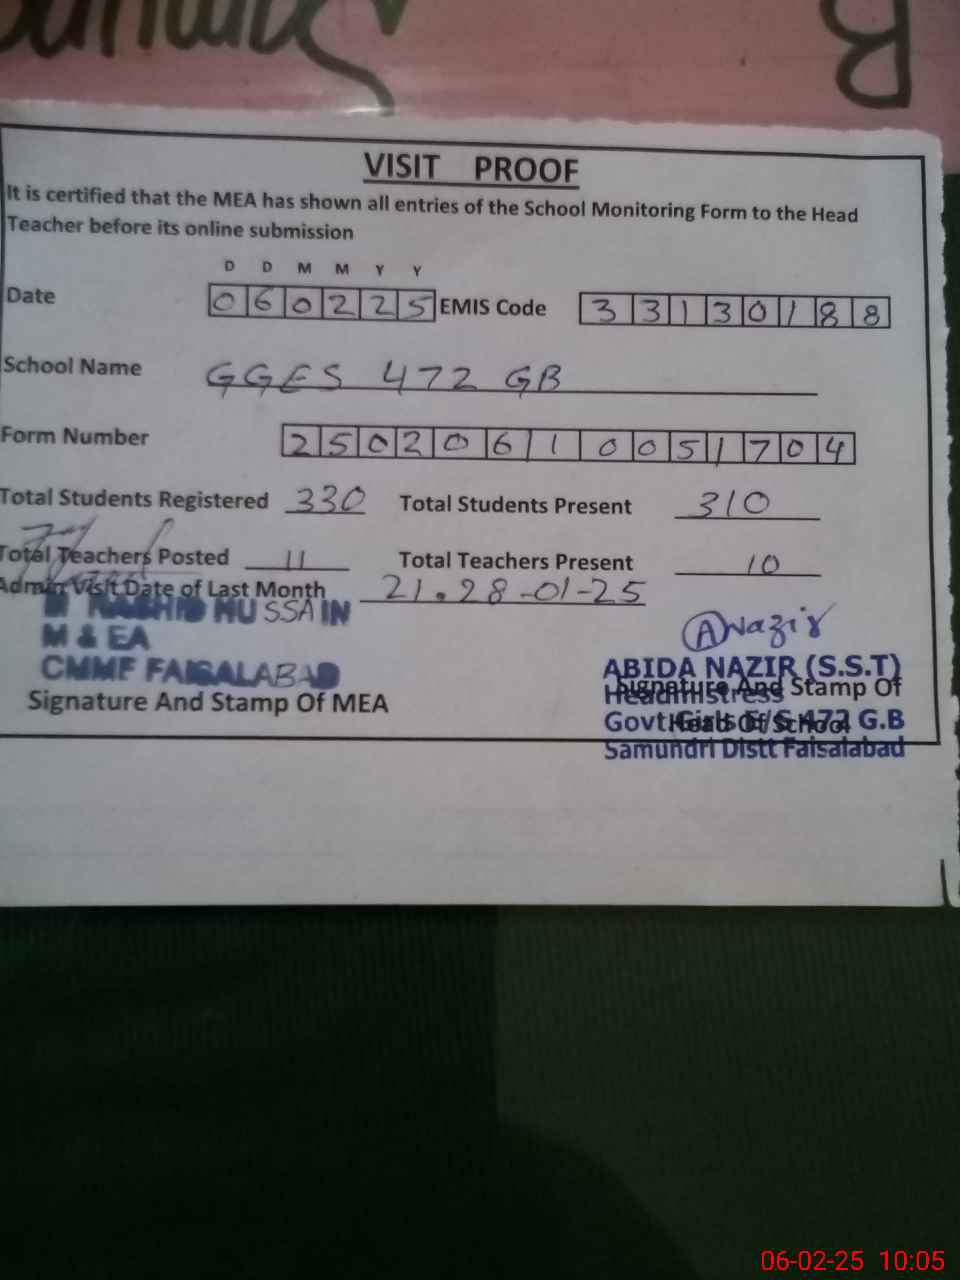 VISIT PROOF
It is certified that the MEA has shown all entries of the School Monitoring Form to the Head
Teacher before its online submission
D D M M Y Y
Date 060225 EMIS Code 33130188
School Name GGES 472 GB
Form Number 25020610051704
Total Students Registered 330 Total Students Present 310
Total Teachers Posted 11 Total Teachers Present 10
Admin Visit Date of Last Month 21.28-01-25
RASHID HUSSAIN
M & EA
CMMF FAISALABAD
Signature And Stamp Of MEA
A Nazir
ABIDA NAZIR (S.S.T)
Headmistress
Signature And Stamp Of
Govt Girls E/S 472 G.B
Head Of School
Samundri Distt Faisalabad
06-02-25 10:05